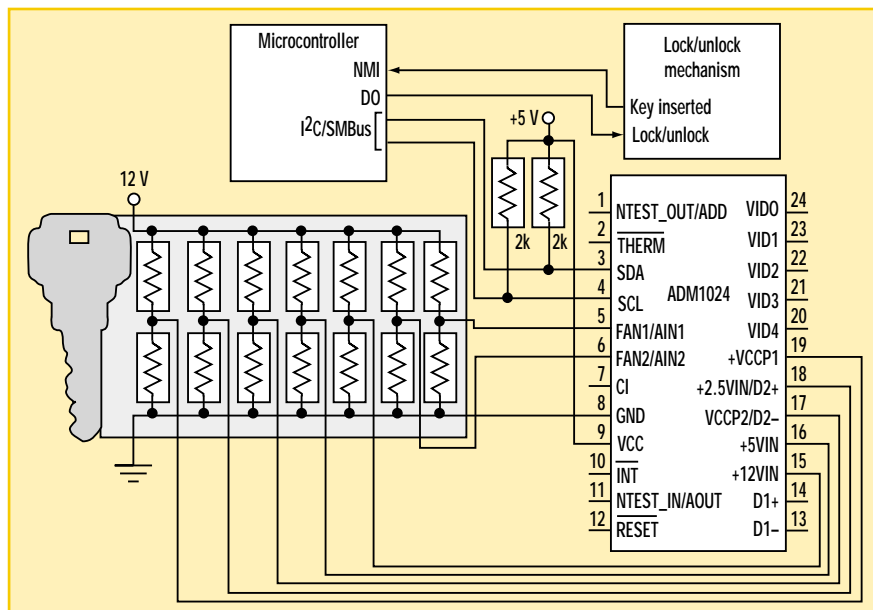 Microcontroller
NMI
DO
I2C/SMBus
Lock/unlock
mechanism
Key inserted
Lock/unlock
+5 V
12 V
2k
2k
ADM1024
1 NTEST_OUT/ADD
2 THERM
3 SDA
4 SCL
5 FAN1/AIN1
6 FAN2/AIN2
7 CI
8 GND
9 VCC
10 INT
11 NTEST_IN/AOUT
12 RESET
VID0 24
VID1 23
VID2 22
VID3 21
VID4 20
+VCCP1 19
+2.5VIN/D2+ 18
VCCP2/D2– 17
+5VIN 16
+12VIN 15
D1+ 14
D1– 13